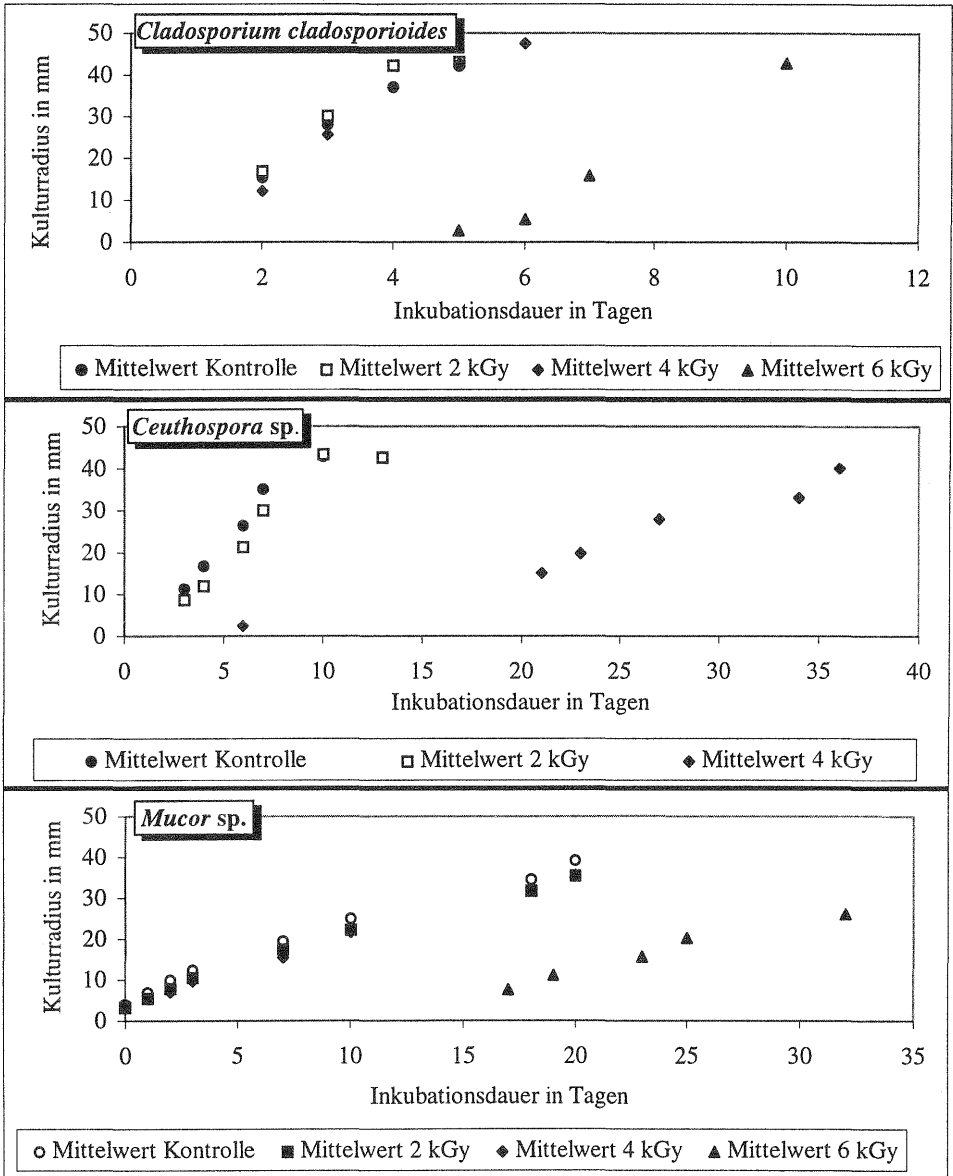 Cladosporium cladosporioides
50
40
30
20
10
0
Kulturradius in mm
0 2 4 6 8 10 12
Inkubationsdauer in Tagen
Mittelwert Kontrolle Mittelwert 2 kGy Mittelwert 4 kGy Mittelwert 6 kGy
Ceuthospora sp.
50
40
30
20
10
0
Kulturradius in mm
0 5 10 15 20 25 30 35 40
Inkubationsdauer in Tagen
Mittelwert Kontrolle Mittelwert 2 kGy Mittelwert 4 kGy
Mucor sp.
50
40
30
20
10
0
Kulturradius in mm
0 5 10 15 20 25 30 35
Inkubationsdauer in Tagen
Mittelwert Kontrolle Mittelwert 2 kGy Mittelwert 4 kGy Mittelwert 6 kGy